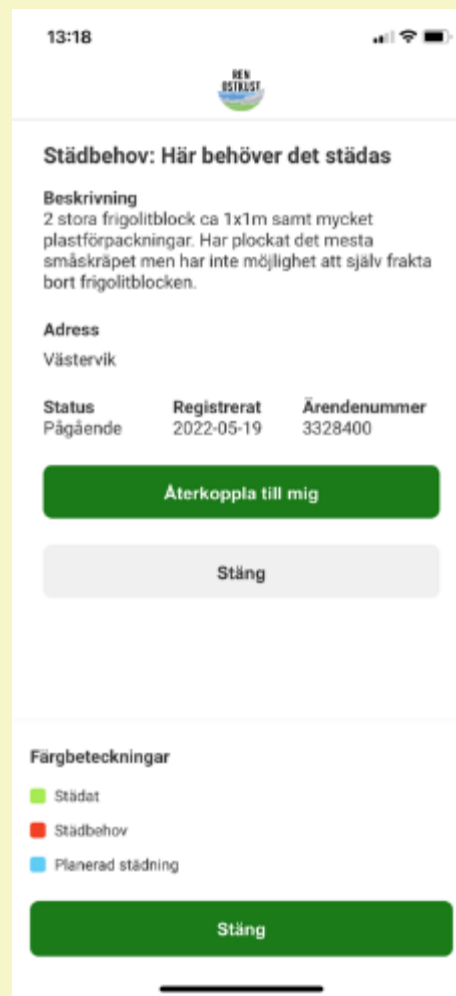 13:18
REN
OSTKUST
Städbehov: Här behöver det städas
Beskrivning
2 stora frigolitblock ca 1x1m samt mycket
plastförpackningar. Har plockat det mesta
småskräpet men har inte möjlighet att själv frakta
bort frigolitblocken.
Adress
Västervik
Status Registrerat Ärendenummer
Pågående 2022-05-19 3328400
Återkoppla till mig
Stäng
Färgbeteckningar
Städat
Städbehov
Planerad städning
Stäng